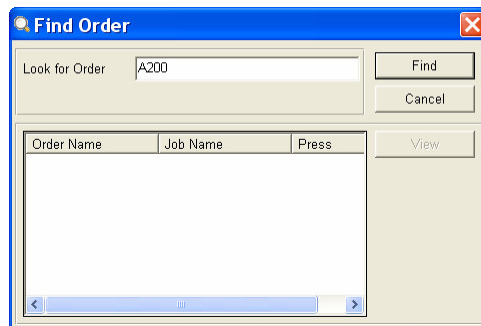 Find Order
Look for Order A200 Find
Cancel
Order Name Job Name Press View